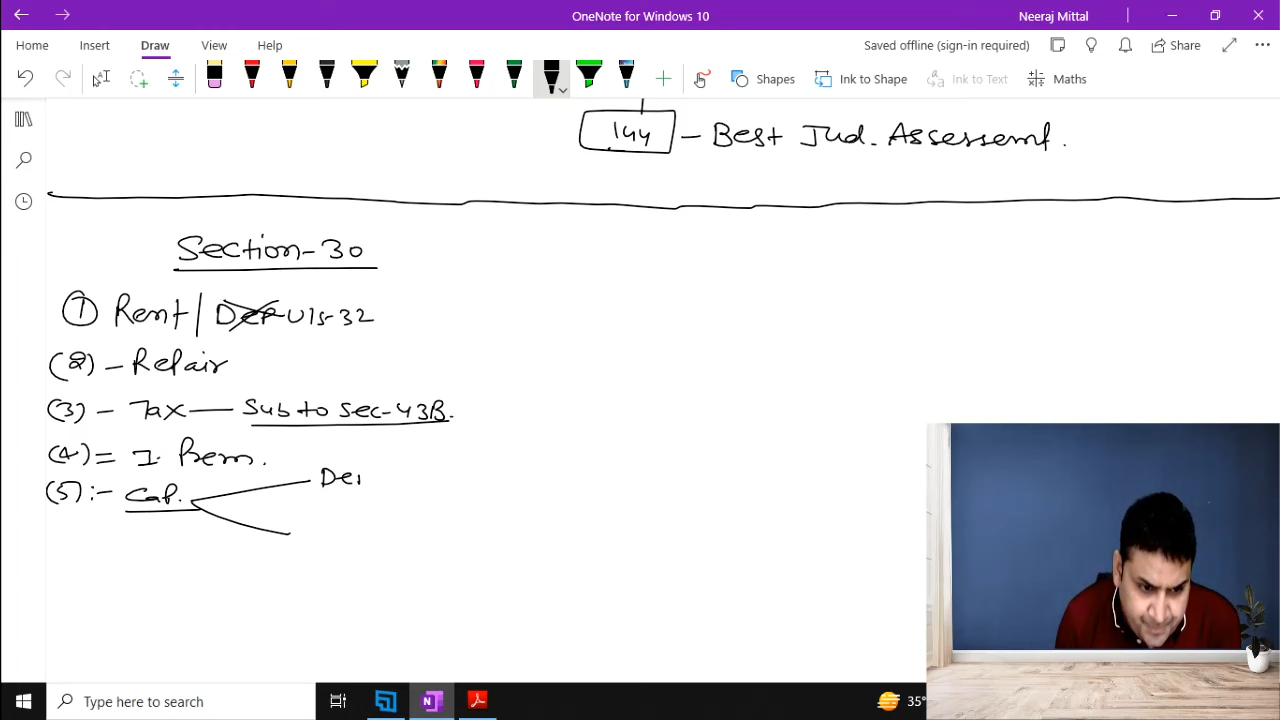 OneNote for Windows 10
Neeraj Mittal
Home Insert Draw View Help
Saved offline (sign-in required) Share
Shapes Ink to Shape Ink to Text Maths
144 - Best Jud. Assessemt.
Section-30
(1) Rent | Dep U/s-32
(2) - Repair
(3) - Tax — Sub to Sec-43B.
(4) = I. Prem.
(5) :- Cap. Dep
Type here to search
35°